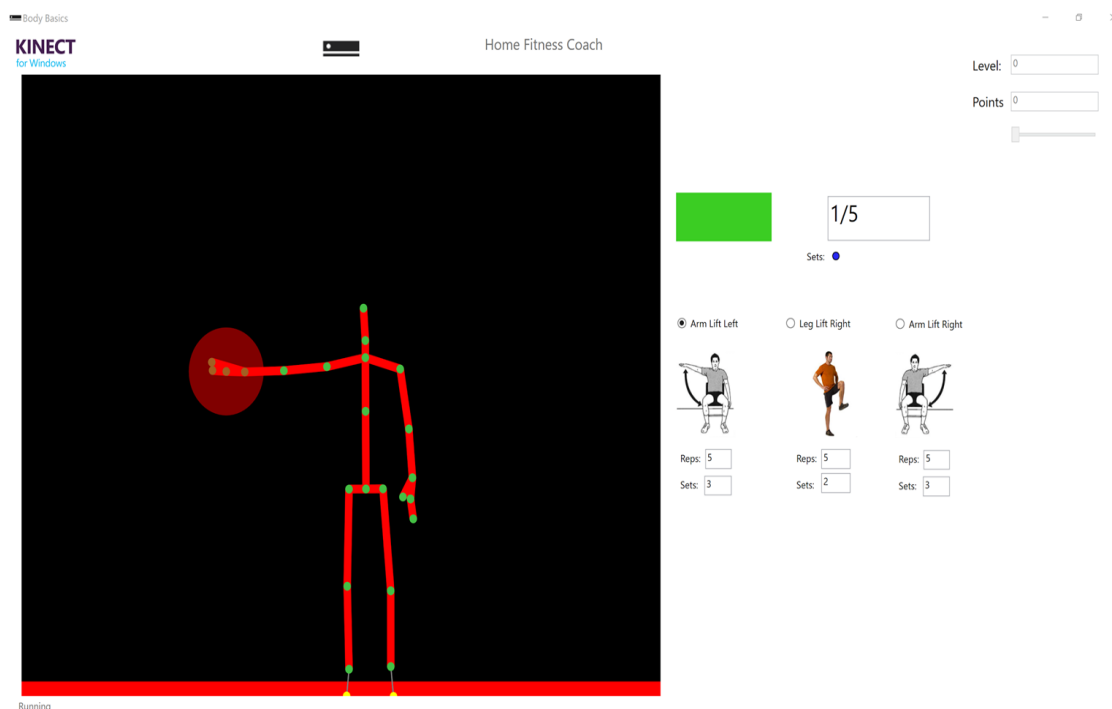 Body Basics
KINECT
for Windows
Home Fitness Coach
Level: 0
Points 0
1/5
Sets:
Arm Lift Left
Leg Lift Right
Arm Lift Right
Reps: 5
Reps: 5
Reps: 5
Sets: 3
Sets: 2
Sets: 3
Running